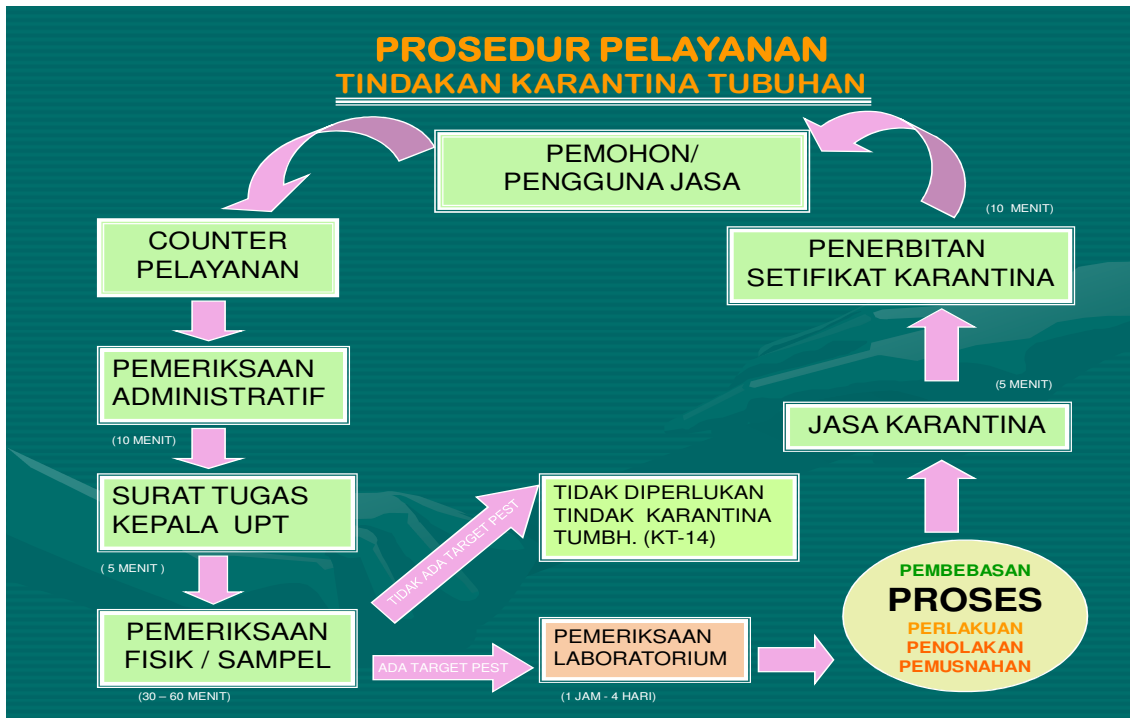 PROSEDUR PELAYANAN
TINDAKAN KARANTINA TUBUHAN
PEMOHON/
PENGGUNA JASA
COUNTER
PELAYANAN
PEMERIKSAAN
ADMINISTRATIF
(10 MENIT)
SURAT TUGAS
KEPALA UPT
( 5 MENIT )
PEMERIKSAAN
FISIK / SAMPEL
(30 – 60 MENIT)
TIDAK ADA TARGET PEST
TIDAK DIPERLUKAN
TINDAK KARANTINA
TUMBH. (KT-14)
ADA TARGET PEST
PEMERIKSAAN
LABORATORIUM
(1 JAM - 4 HARI)
PEMBEBASAN
PROSES
PERLAKUAN
PENOLAKAN
PEMUSNAHAN
JASA KARANTINA
(5 MENIT)
PENERBITAN
SETIFIKAT KARANTINA
(10 MENIT)